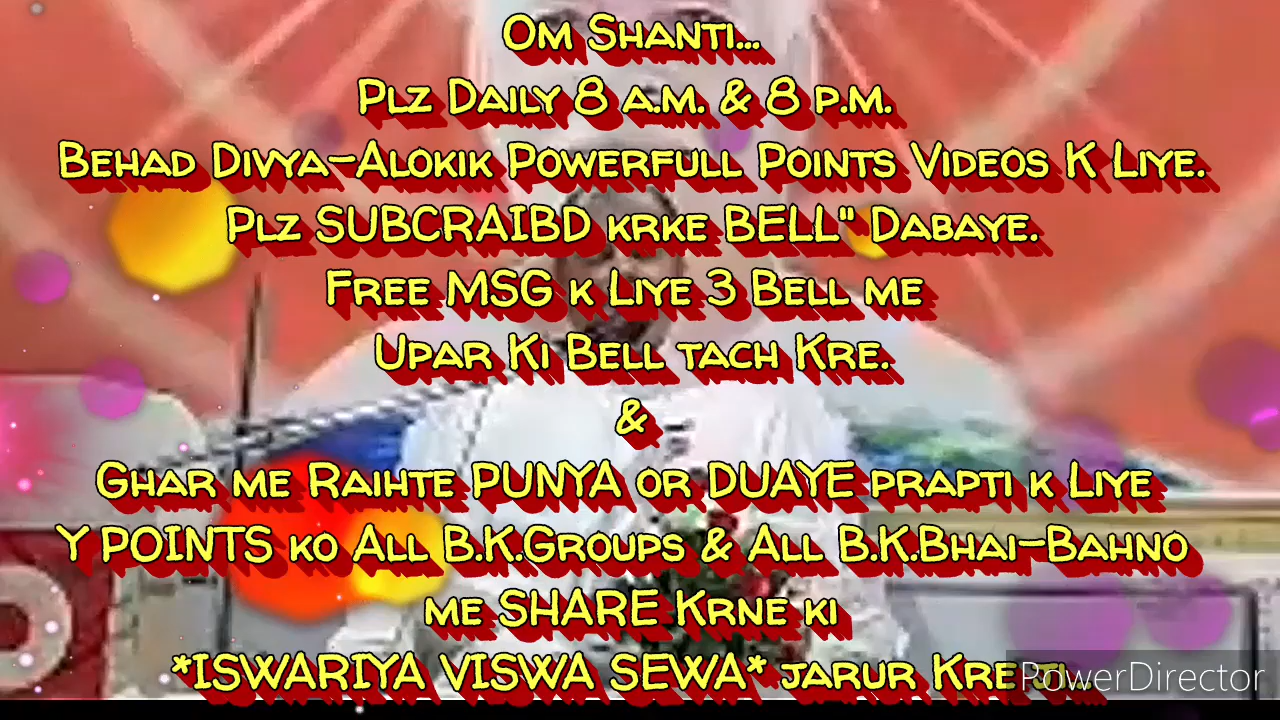 Om Shanti...
Plz Daily 8 a.m. & 8 p.m.
Behad Divya-Alokik Powerfull Points Videos K Liye.
Plz SUBCRAIBD krke BELL" Dabaye.
Free MSG k Liye 3 Bell me
Upar Ki Bell tach Kre.
&
Ghar me Raihte PUNYA or DUAYE prapti k Liye
Y POINTS ko All B.K.Groups & All B.K.Bhai-Bahno
me SHARE Krne ki
*ISWARIYA VISWA SEWA* jarur Kre
PowerDirector